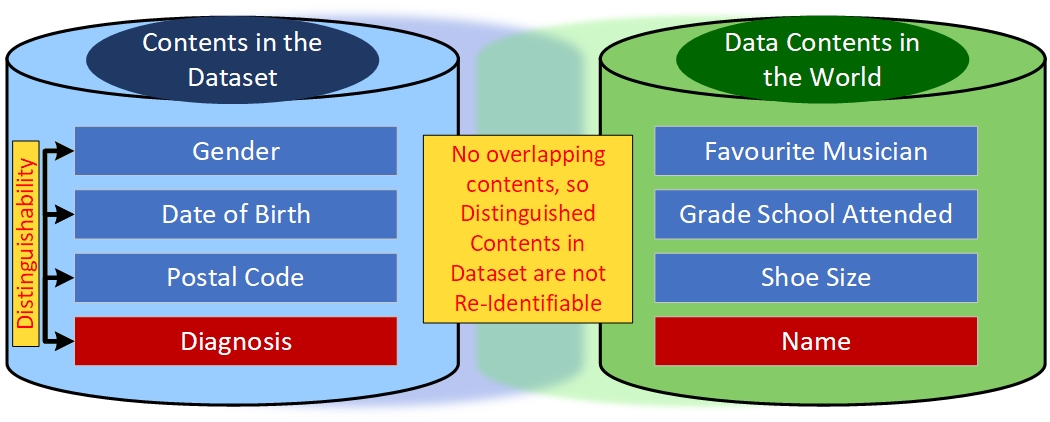 Contents in the
Dataset
Data Contents in
the World
Distinguishability
Gender
Date of Birth
Postal Code
Diagnosis
No overlapping
contents, so
Distinguished
Contents in
Dataset are not
Re-Identifiable
Favourite Musician
Grade School Attended
Shoe Size
Name